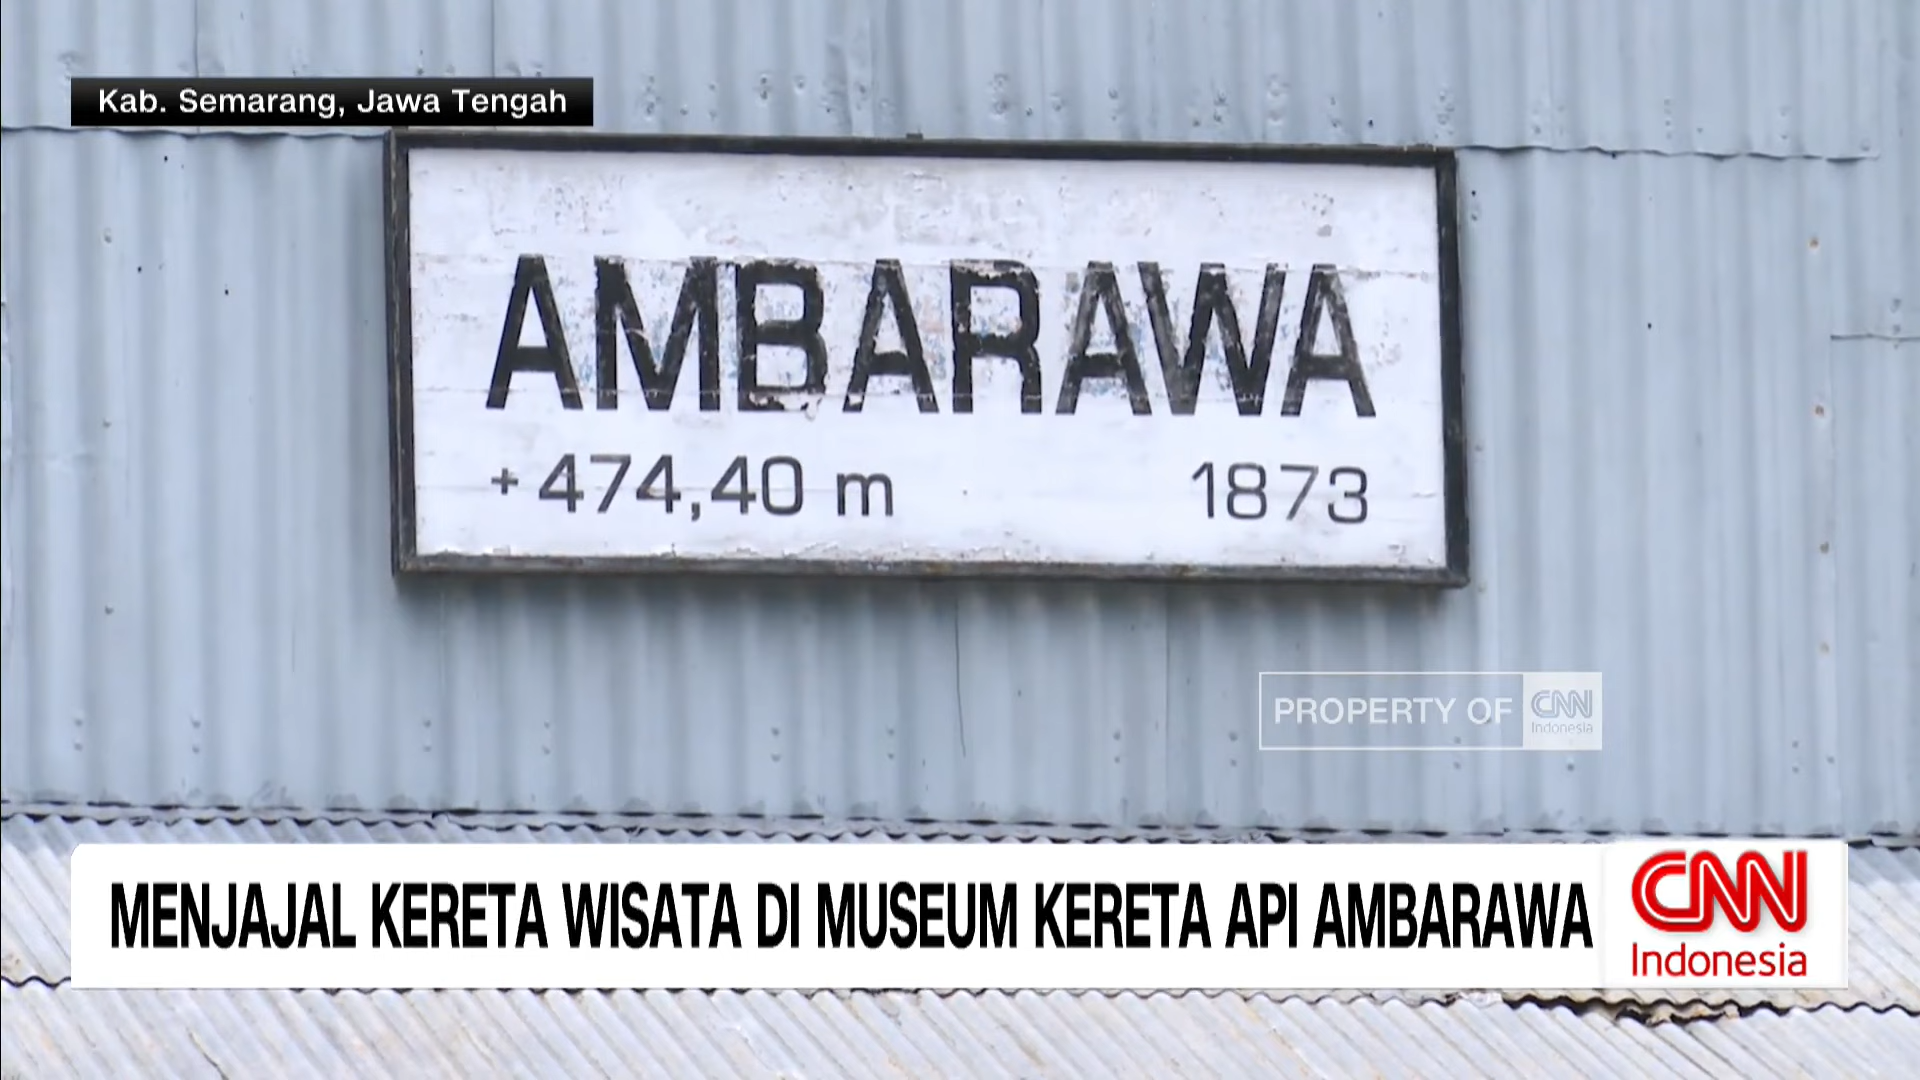 Kab. Semarang, Jawa Tengah
AMBARAWA
+474,40 m 1873
PROPERTY OF CNN Indonesia
MENJAJAL KERETA WISATA DI MUSEUM KERETA API AMBARAWA
CNN
Indonesia